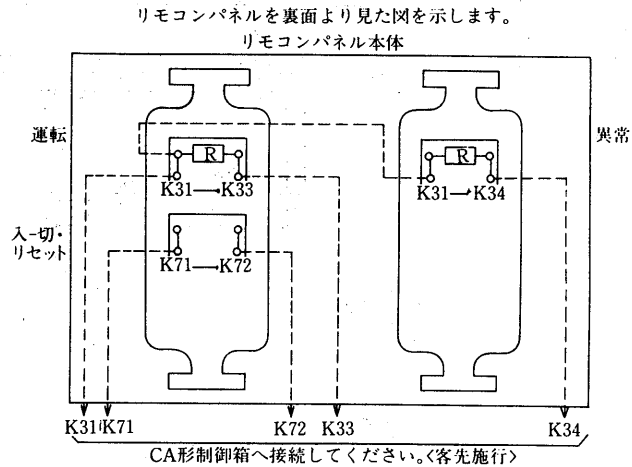 リモコンパネルを裏面より見た図を示します。
リモコンパネル本体
運転
異常
R
R
K31 K33
K31 K34
入-切・
リセット
K71 K72
K31 K71 K72 K33 K34
CA形制御箱へ接続してください。〈客先施行〉